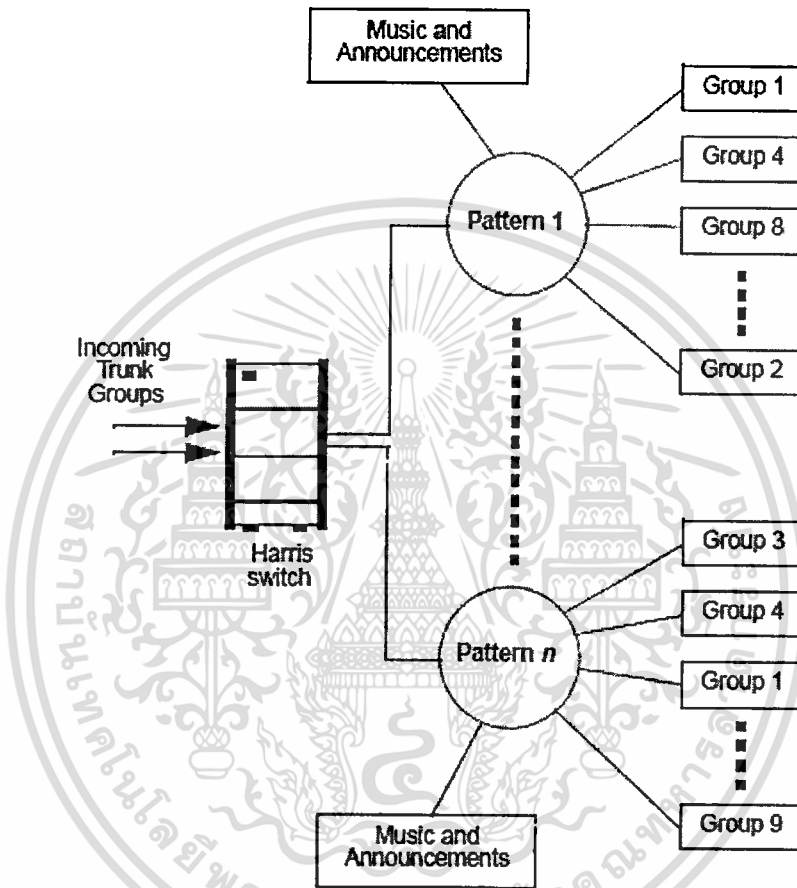 Music and
Announcements
Group 1
Group 4
Pattern 1
Group 8
Incoming
Trunk
Groups
Group 2
Harris
switch
Group 3
Group 4
Pattern n
Group 1
Music and
Announcements
Group 9